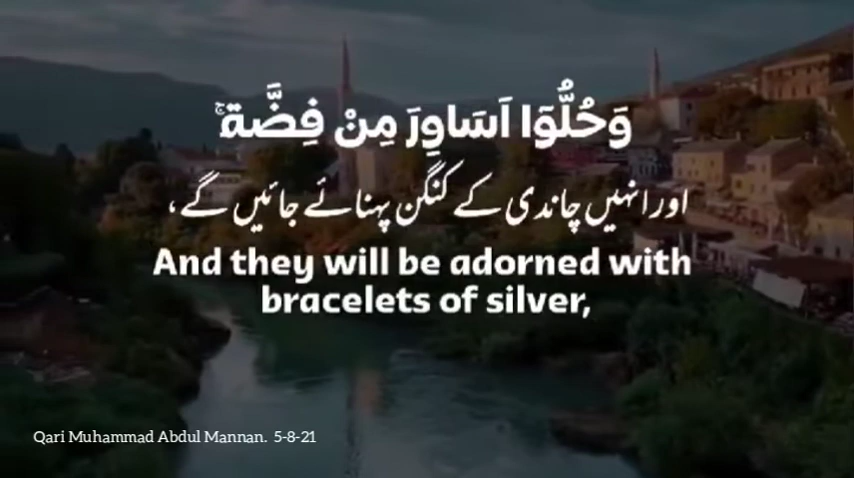 وَحُلُّوٓا اَسَاوِرَ مِنْ فِضَّةٍۚ
اور انہیں چاندی کے کنگن پہنائے جائیں گے،
And they will be adorned with
bracelets of silver,
Qari Muhammad Abdul Mannan. 5-8-21